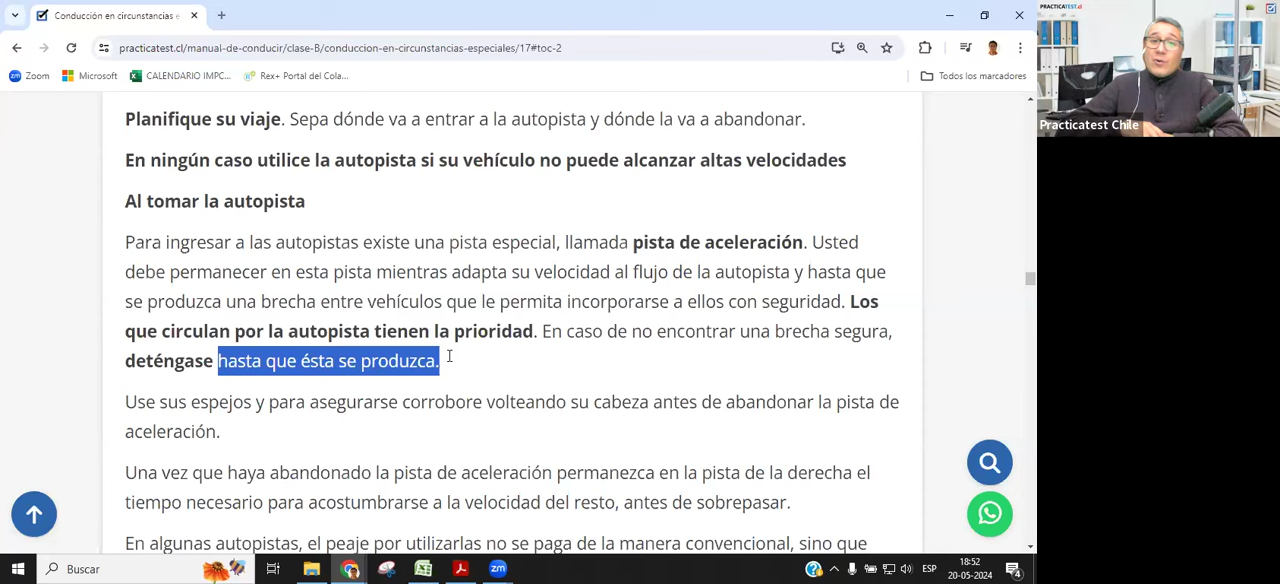 Conducción en circunstancias e
practicatest.cl/manual-de-conducir/clase-B/conduccion-en-circunstancias-especiales/17#toc-2
Zoom
Microsoft
CALENDARIO IMPC...
Rex+ Portal del Cola...
Todos los marcadores
PRACTICATEST.cl
Practicatest Chile
Planifique su viaje. Sepa dónde va a entrar a la autopista y dónde la va a abandonar.
En ningún caso utilice la autopista si su vehículo no puede alcanzar altas velocidades
Al tomar la autopista
Para ingresar a las autopistas existe una pista especial, llamada pista de aceleración. Usted
debe permanecer en esta pista mientras adapta su velocidad al flujo de la autopista y hasta que
se produzca una brecha entre vehículos que le permita incorporarse a ellos con seguridad. Los
que circulan por la autopista tienen la prioridad. En caso de no encontrar una brecha segura,
deténgase hasta que ésta se produzca.
Use sus espejos y para asegurarse corrobore volteando su cabeza antes de abandonar la pista de
aceleración.
Una vez que haya abandonado la pista de aceleración permanezca en la pista de la derecha el
tiempo necesario para acostumbrarse a la velocidad del resto, antes de sobrepasar.
En algunas autopistas, el peaje por utilizarlas no se paga de la manera convencional, sino que
Buscar
ESP
18:52
20-05-2024
4